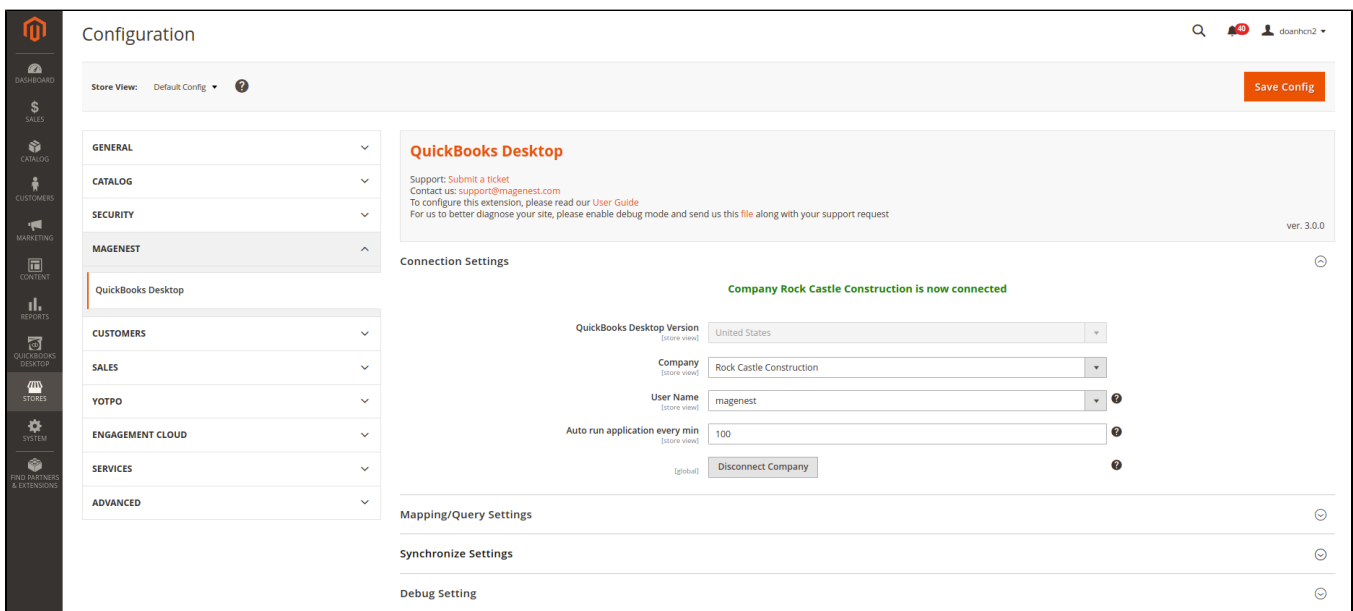 Configuration
40
doanhcn2
DASHBOARD
SALES
CATALOG
CUSTOMERS
MARKETING
CONTENT
REPORTS
QUICKBOOKS
DESKTOP
STORES
SYSTEM
FIND PARTNERS
& EXTENSIONS
Store View: Default Config ?
Save Config
GENERAL
CATALOG
SECURITY
MAGENEST
QuickBooks Desktop
CUSTOMERS
SALES
YOTPO
ENGAGEMENT CLOUD
SERVICES
ADVANCED
QuickBooks Desktop
Support: Submit a ticket
Contact us: support@magenest.com
To configure this extension, please read our User Guide
For us to better diagnose your site, please enable debug mode and send us this file along with your support request
ver. 3.0.0
Connection Settings
Company Rock Castle Construction is now connected
QuickBooks Desktop Version
[store view]
United States
Company
[store view]
Rock Castle Construction
User Name
[store view]
magenest
?
Auto run application every min
[store view]
100
?
[global]
Disconnect Company
?
Mapping/Query Settings
Synchronize Settings
Debug Setting